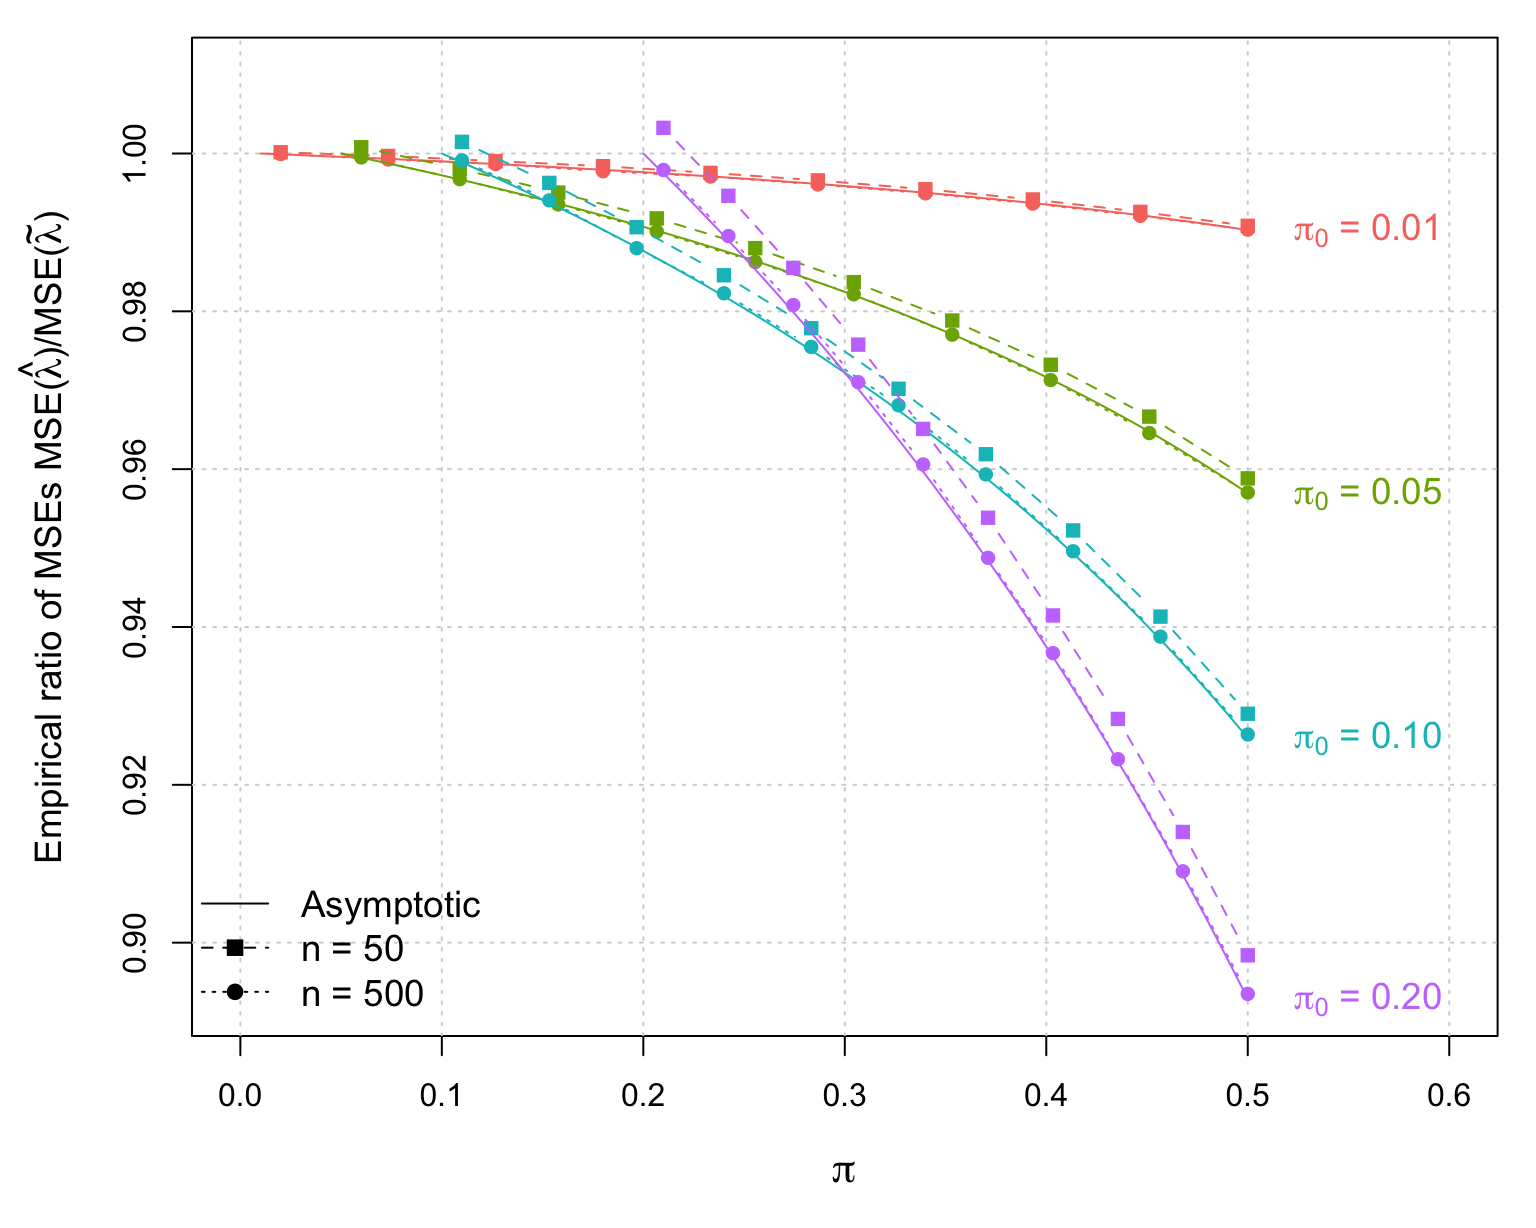 Empirical ratio of MSEs MSE(λ̂)/MSE(λ̃)
1.00
0.98
0.96
0.94
0.92
0.90
π₀ = 0.01
π₀ = 0.05
π₀ = 0.10
π₀ = 0.20
Asymptotic
n = 50
n = 500
0.0 0.1 0.2 0.3 0.4 0.5 0.6
π